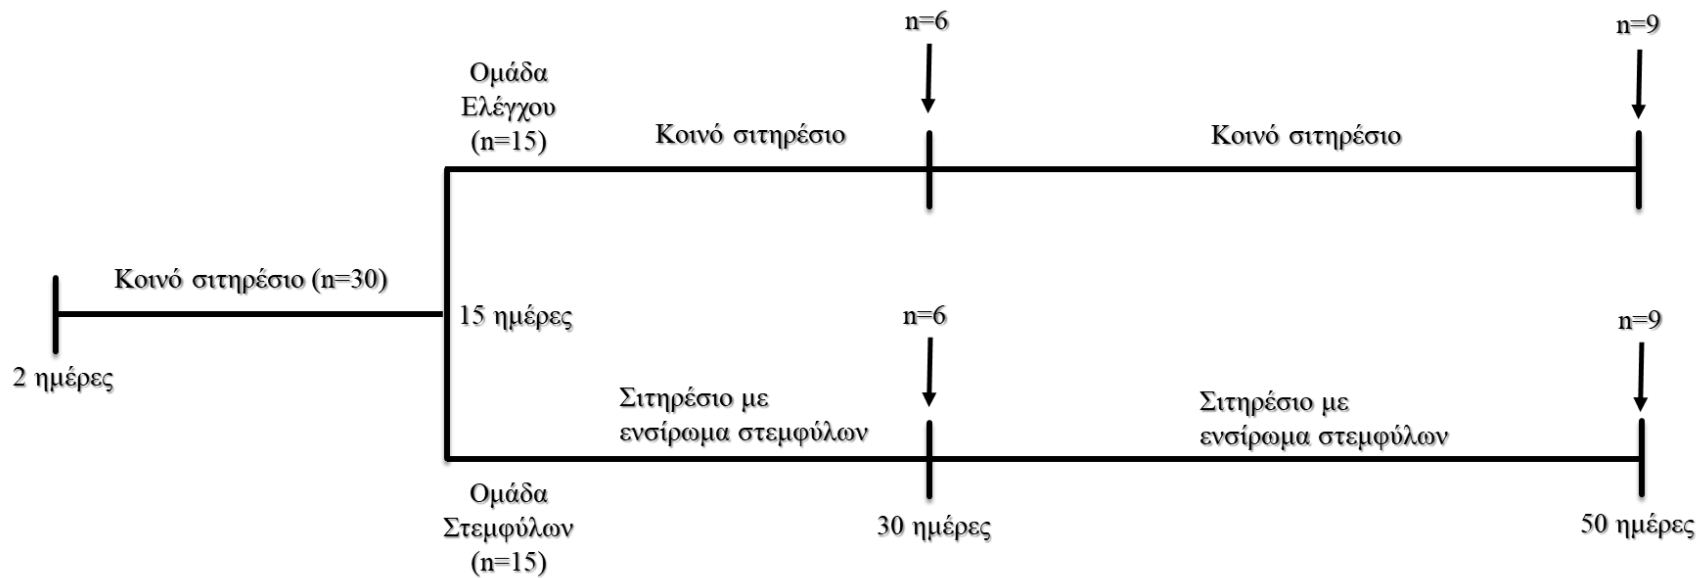 n=6
n=9
Ομάδα
Ελέγχου
(n=15)
Κοινό σιτηρέσιο
Κοινό σιτηρέσιο
Κοινό σιτηρέσιο (n=30)
15 ημέρες
2 ημέρες
n=6
n=9
Σιτηρέσιο με
ενσίρωμα στεμφύλων
Σιτηρέσιο με
ενσίρωμα στεμφύλων
Ομάδα
Στεμφύλων
(n=15)
30 ημέρες
50 ημέρες